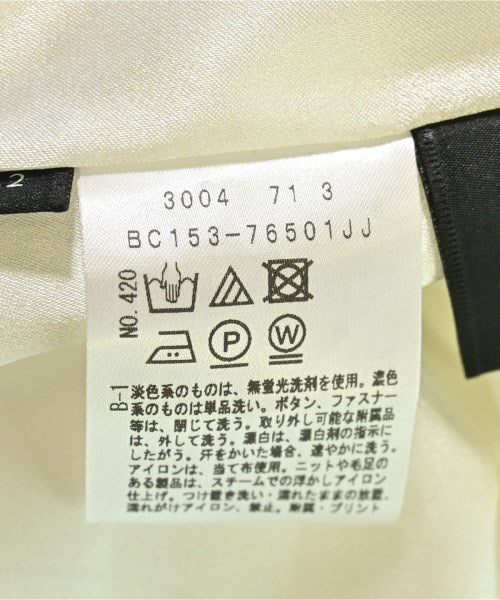 2
3004 71 3
BC153-76501JJ
NO. 420
P W
B-1
淡色系のものは、無蛍光洗剤を使用。濃色
系のものは単品洗い。ボタン、ファスナー
等は、閉じて洗う。取り外し可能な附属品
は、外して洗う。漂白は、漂白剤の指示に
したがう。汗をかいた場合、速やかに洗う。
アイロンは、当て布使用。ニットや毛足の
ある製品は、スチームでの浮かしアイロン
仕上げ。つけ置き洗い・濡れたままの放置、
濡れがけアイロン、禁止。附属・プリント